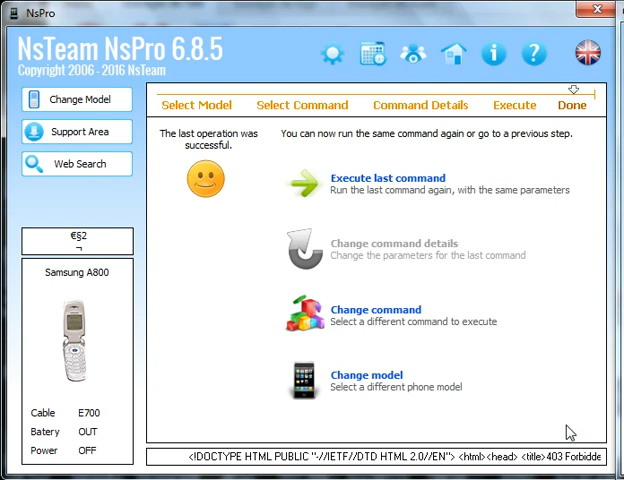 NsPro
NsTeam NsPro 6.8.5
Copyright 2006 - 2016 NsTeam
Change Model
Support Area
Web Search
€§2
¬
Samsung A800
Cable E700
Batery OUT
Power OFF
Select Model Select Command Command Details Execute Done
The last operation was
successful.
You can now run the same command again or go to a previous step.
Execute last command
Run the last command again, with the same parameters
Change command details
Change the parameters for the last command
Change command
Select a different command to execute
Change model
Select a different phone model
<!DOCTYPE HTML PUBLIC "-//IETF//DTD HTML 2.0//EN"> <html><head> <title>403 Forbidde